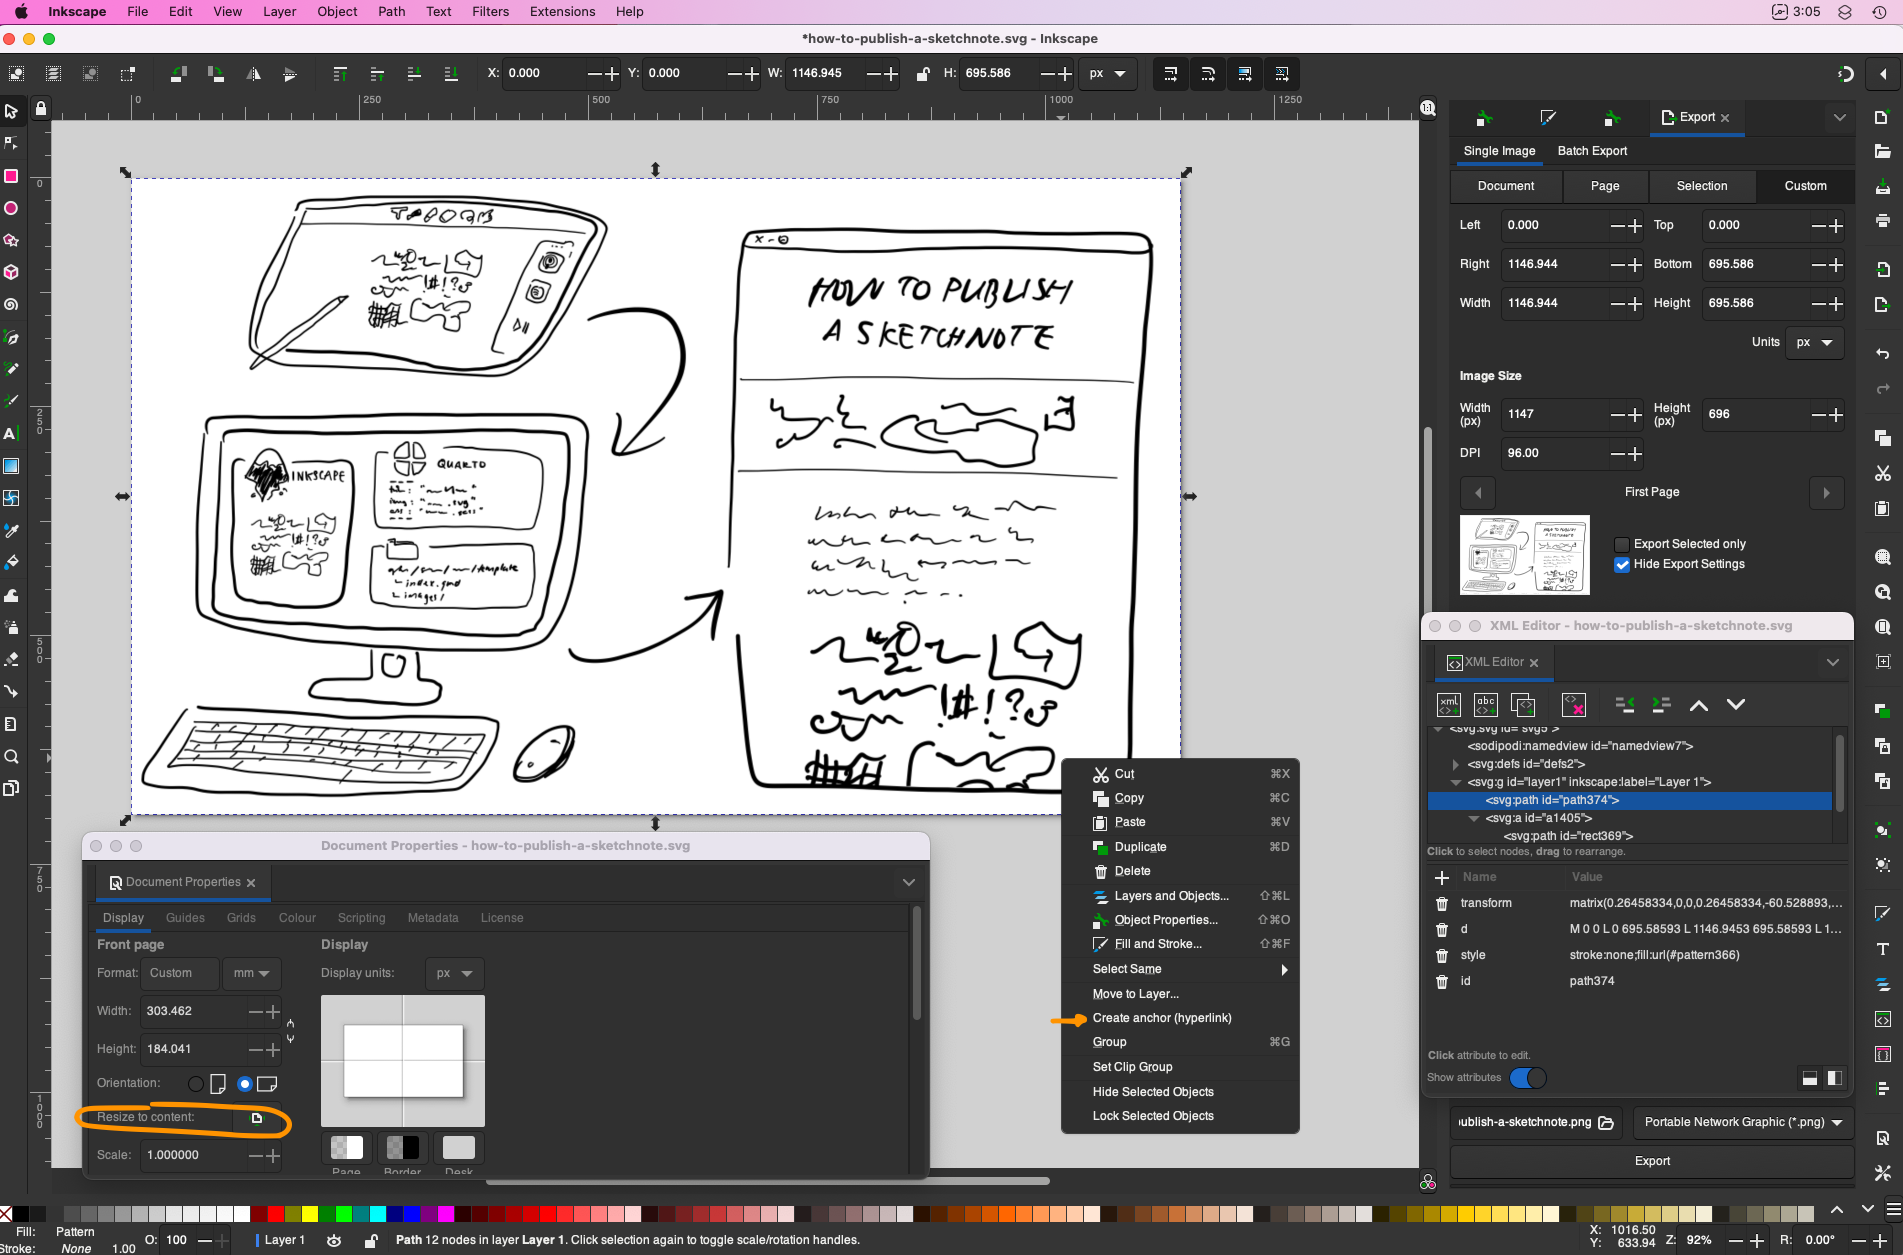 Inkscape File Edit View Layer Object Path Text Filters Extensions Help 3:05
*how-to-publish-a-sketchnote.svg - Inkscape
X: 0.000 Y: 0.000 W: 1146.945 H: 695.586 px
0 250 500 750 1000 1250
1:1
Export
Single Image Batch Export
Document Page Selection Custom
Left 0.000 Top 0.000
Right 1146.944 Bottom 695.586
Width 1146.944 Height 695.586
Units px
Image Size
Width (px) 1147 Height (px) 696
DPI 96.00
First Page
Export Selected only
Hide Export Settings
HOW TO PUBLISH
A SKETCHNOTE
INKSCAPE
QUARTO
index.qmd
images/
!#!?
!#!?
XML Editor - how-to-publish-a-sketchnote.svg
XML Editor
<svg:svg id="svg5">
<sodipodi:namedview id="namedview7">
<svg:defs id="defs2">
<svg:g id="layer1" inkscape:label="Layer 1">
<svg:path id="path374">
<svg:a id="a1405">
<svg:path id="rect369">
Click to select nodes, drag to rearrange.
Name Value
transform matrix(0.26458334,0,0,0.26458334,-60.528893,...
d M 0 0 L 0 695.58593 L 1146.9453 695.58593 L 1...
style stroke:none;fill:url(#pattern366)
id path374
Click attribute to edit.
Show attributes
Cut ⌘X
Copy ⌘C
Paste ⌘V
Duplicate ⌘D
Delete
Layers and Objects... ⇧⌘L
Object Properties... ⇧⌘O
Fill and Stroke... ⇧⌘F
Select Same
Move to Layer...
Create anchor (hyperlink)
Group ⌘G
Set Clip Group
Hide Selected Objects
Lock Selected Objects
Document Properties - how-to-publish-a-sketchnote.svg
Document Properties
Display Guides Grids Colour Scripting Metadata License
Front page Display
Format: Custom mm Display units: px
Width: 303.462
Height: 184.041
Orientation:
Resize to content:
Scale: 1.000000
Page Border Desk
ublish-a-sketchnote.png Portable Network Graphic (*.png)
Export
Fill: Pattern
Stroke: None 1.00 O: 100 Layer 1 Path 12 nodes in layer Layer 1. Click selection again to toggle scale/rotation handles.
X: 1016.50
Y: 633.94 Z: 92% R: 0.00°